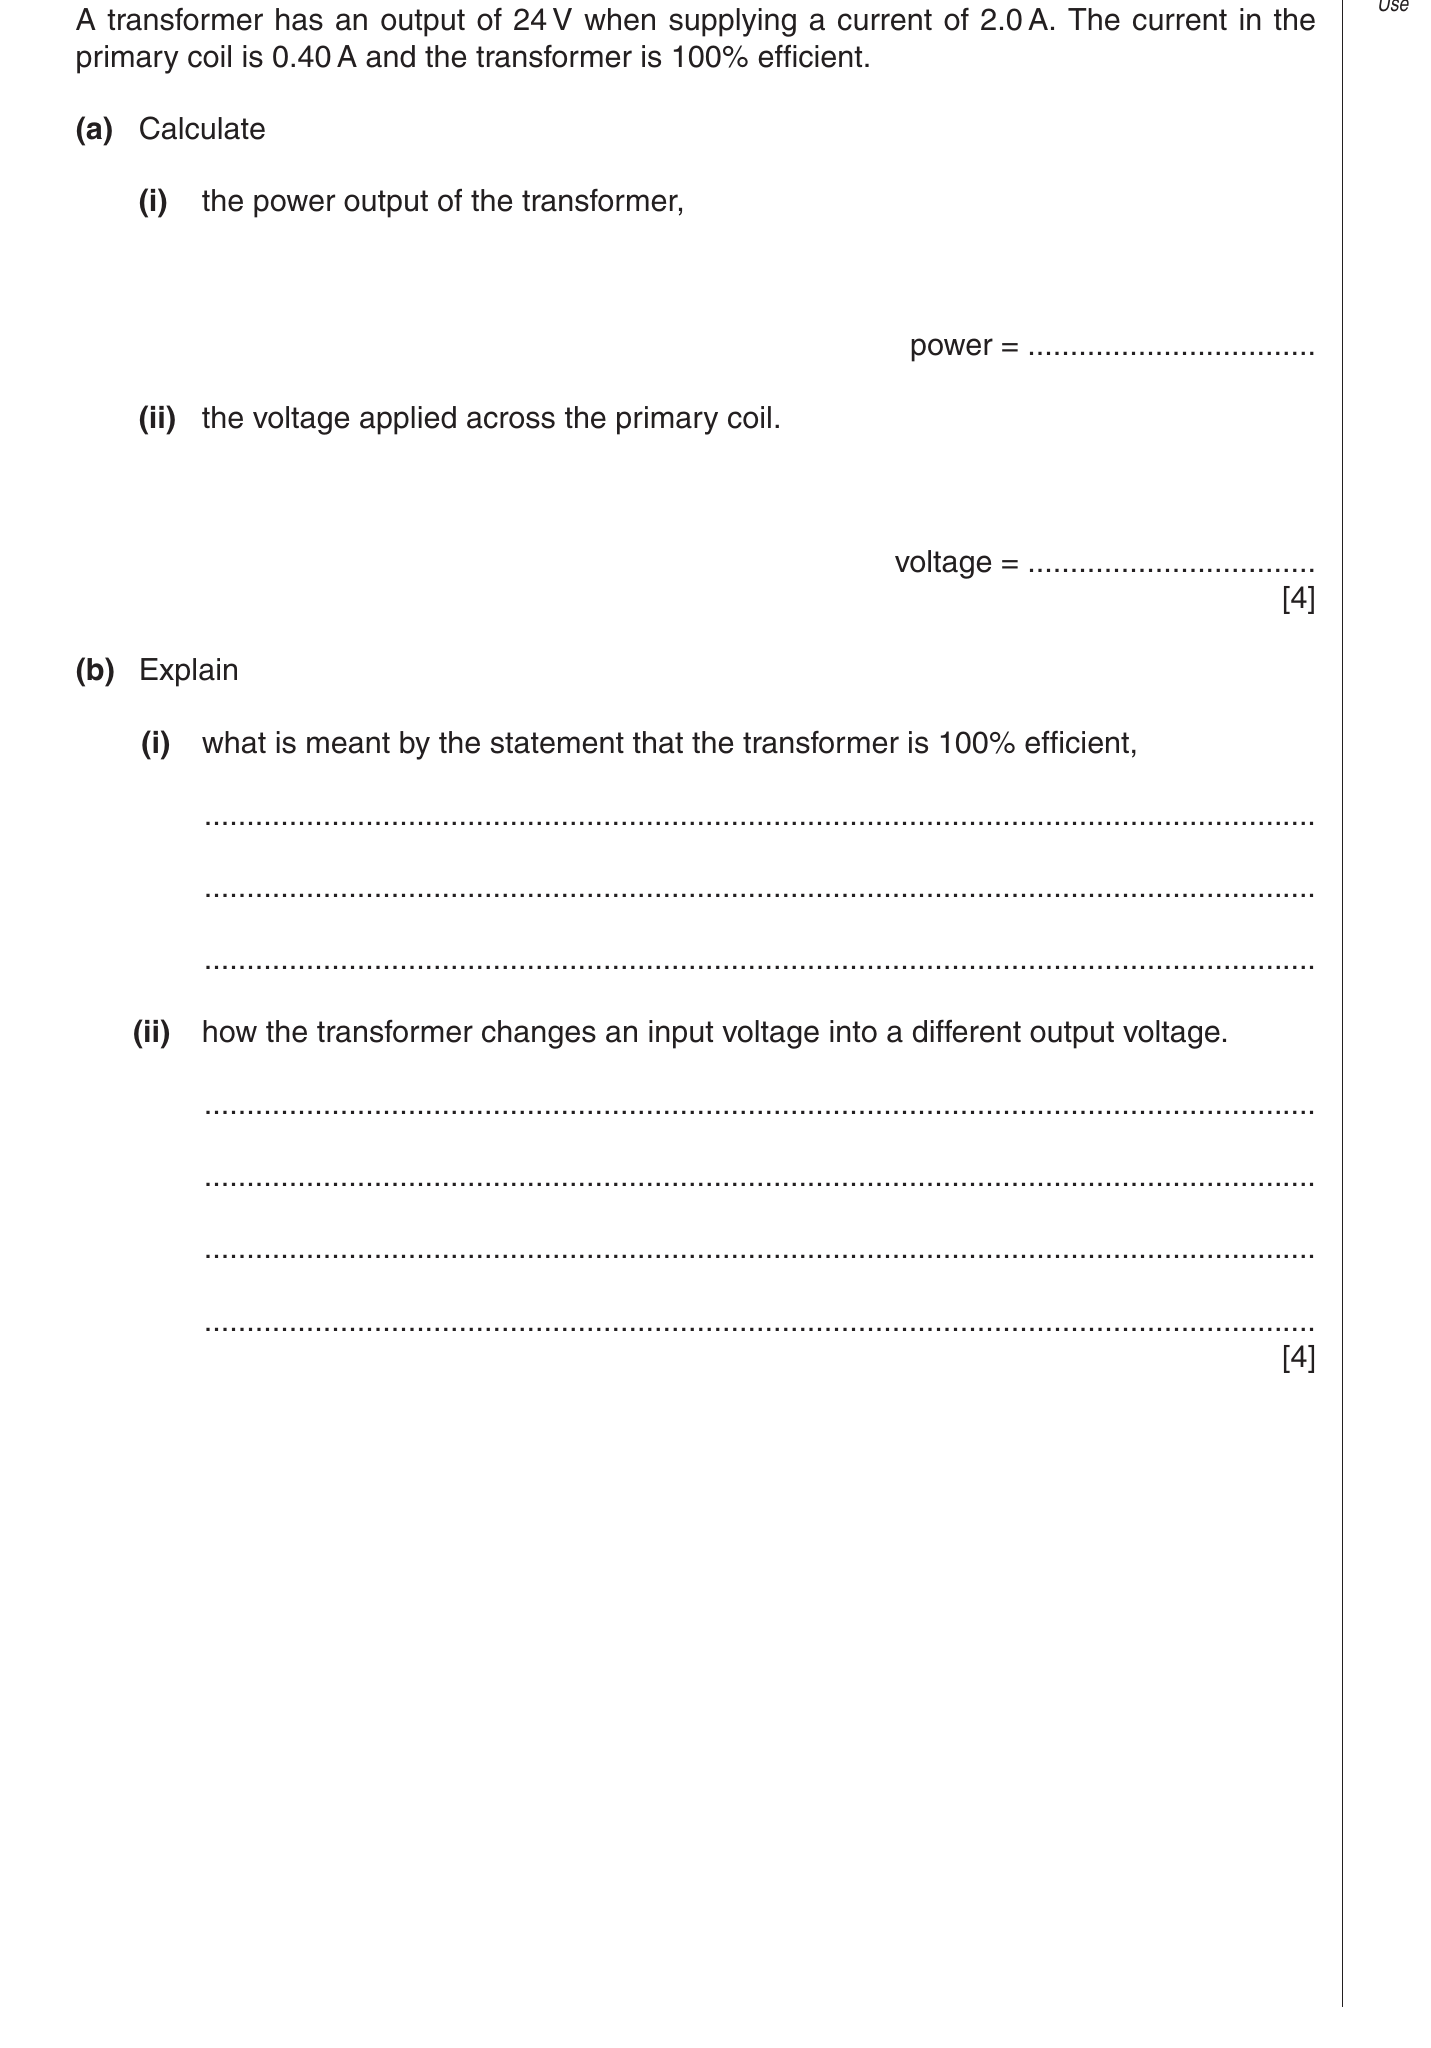 Use
A transformer has an output of 24 V when supplying a current of 2.0 A. The current in the
primary coil is 0.40 A and the transformer is 100% efficient.
(a) Calculate
(i) the power output of the transformer,
power = ..................................
(ii) the voltage applied across the primary coil.
voltage = ..................................
[4]
(b) Explain
(i) what is meant by the statement that the transformer is 100% efficient,
...................................................................................................................................
...................................................................................................................................
...................................................................................................................................
(ii) how the transformer changes an input voltage into a different output voltage.
...................................................................................................................................
...................................................................................................................................
...................................................................................................................................
...................................................................................................................................
[4]